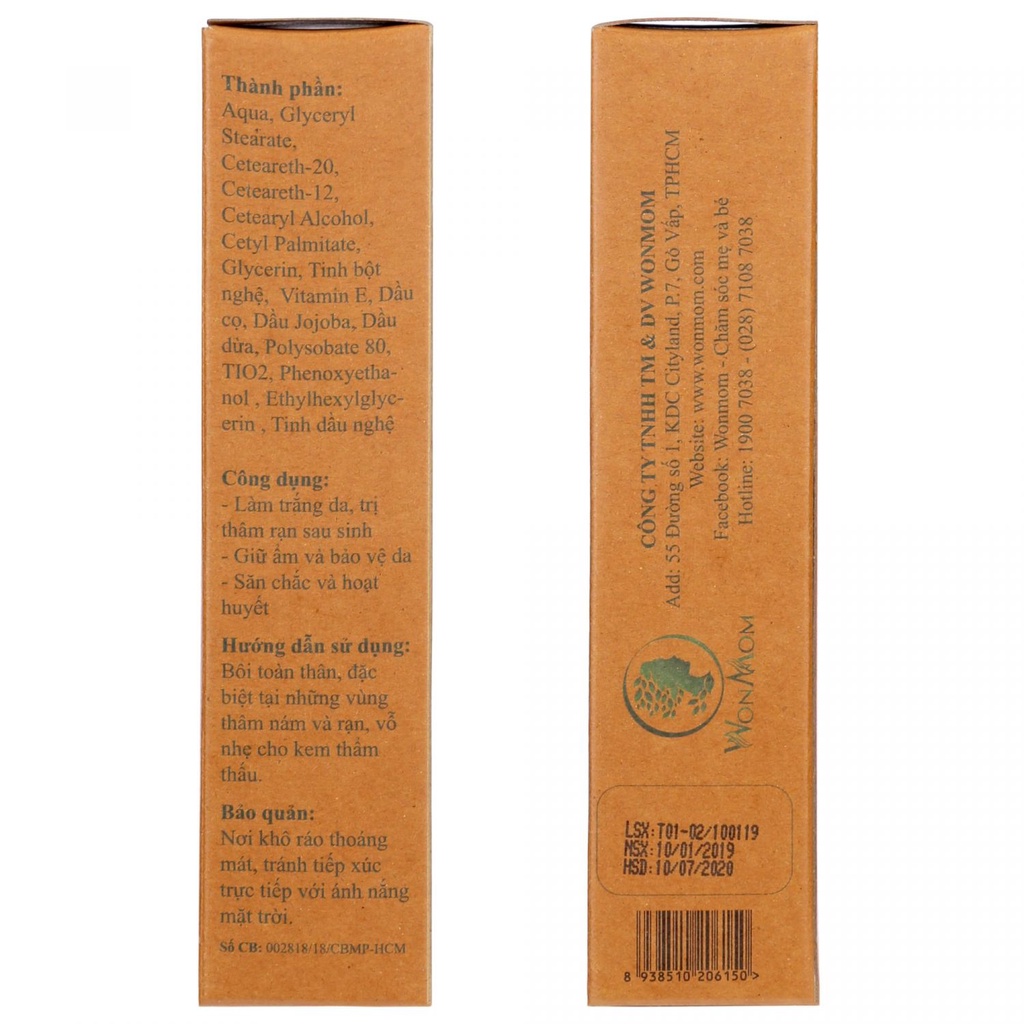 Thành phần:
Aqua, Glyceryl
Stearate,
Ceteareth-20,
Ceteareth-12,
Cetearyl Alcohol,
Cetyl Palmitate,
Glycerin, Tinh bột
nghệ, Vitamin E, Dầu
cọ, Dầu Jojoba, Dầu
dừa, Polysobate 80,
TIO2, Phenoxyetha-
nol , Ethylhexylglyc-
erin , Tinh dầu nghệ
Công dụng:
- Làm trắng da, trị
thâm rạn sau sinh
- Giữ ẩm và bảo vệ da
- Săn chắc và hoạt
huyết
Hướng dẫn sử dụng:
Bôi toàn thân, đặc
biệt tại những vùng
thâm nám và rạn, vỗ
nhẹ cho kem thẩm
thấu.
Bảo quản:
Nơi khô ráo thoáng
mát, tránh tiếp xúc
trực tiếp với ánh nắng
mặt trời.
Số CB: 002818/18/CBMP-HCM
CÔNG TY TNHH TM & DV WONMOM
Add: 55 Đường số 1, KDC Cityland, P.7, Gò Vấp, TPHCM
Website: www.wonmom.com
Facebook: Wonmom - Chăm sóc mẹ và bé
Hotline: 1900 7038 - (028) 7108 7038
WONMOM
LSX:T01-02/100119
NSX:10/01/2019
HSD:10/07/2020
8 938510 206150 >